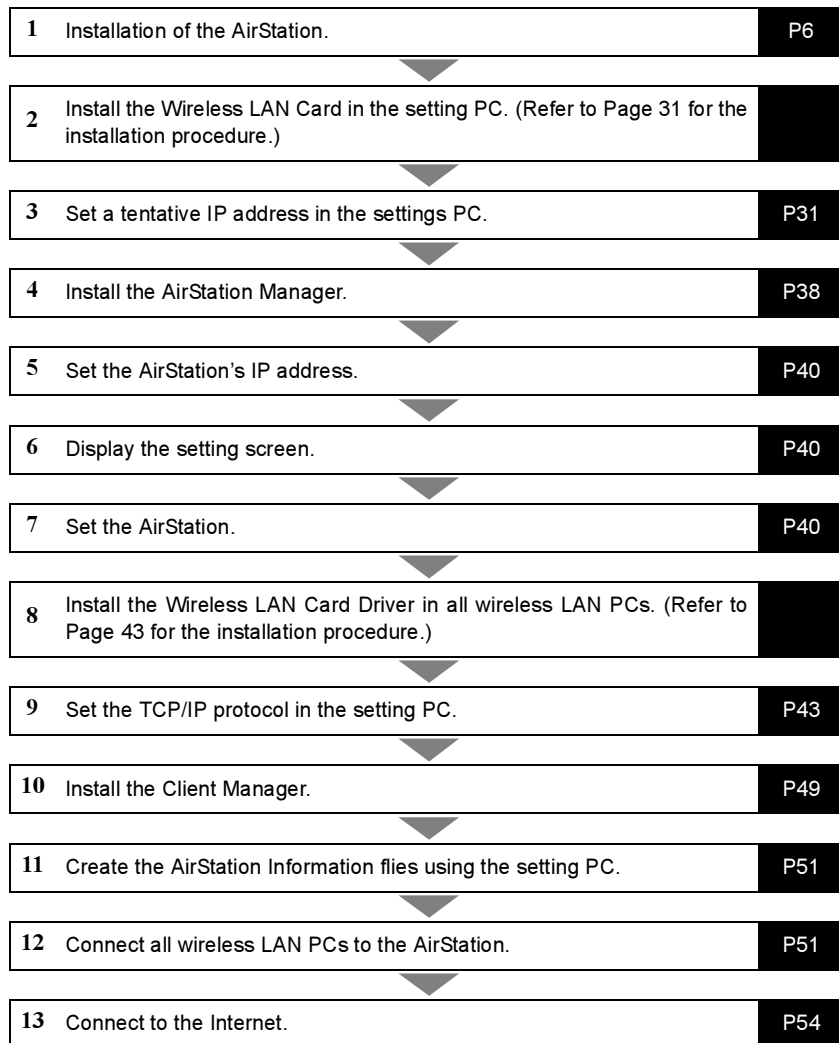 1 Installation of the AirStation. P6
2 Install the Wireless LAN Card in the setting PC. (Refer to Page 31 for the
installation procedure.)
3 Set a tentative IP address in the settings PC. P31
4 Install the AirStation Manager. P38
5 Set the AirStation's IP address. P40
6 Display the setting screen. P40
7 Set the AirStation. P40
8 Install the Wireless LAN Card Driver in all wireless LAN PCs. (Refer to
Page 43 for the installation procedure.)
9 Set the TCP/IP protocol in the setting PC. P43
10 Install the Client Manager. P49
11 Create the AirStation Information flies using the setting PC. P51
12 Connect all wireless LAN PCs to the AirStation. P51
13 Connect to the Internet. P54